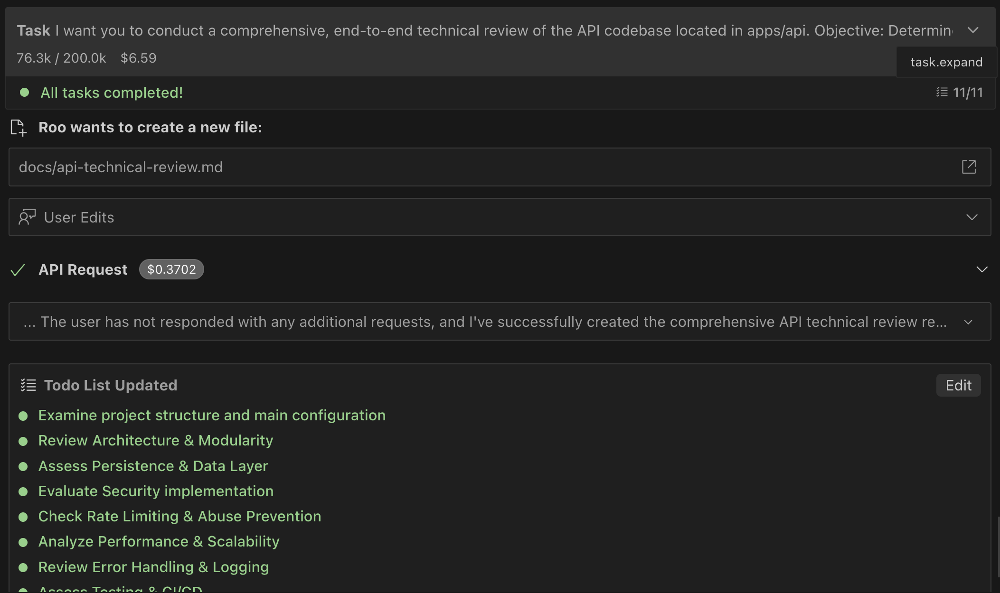 Task I want you to conduct a comprehensive, end-to-end technical review of the API codebase located in apps/api. Objective: Determin
76.3k / 200.0k $6.59
task.expand
All tasks completed! 11/11
Roo wants to create a new file:
docs/api-technical-review.md
User Edits
API Request $0.3702
... The user has not responded with any additional requests, and I've successfully created the comprehensive API technical review re...
Todo List Updated Edit
Examine project structure and main configuration
Review Architecture & Modularity
Assess Persistence & Data Layer
Evaluate Security implementation
Check Rate Limiting & Abuse Prevention
Analyze Performance & Scalability
Review Error Handling & Logging
Assess Testing & CI/CD